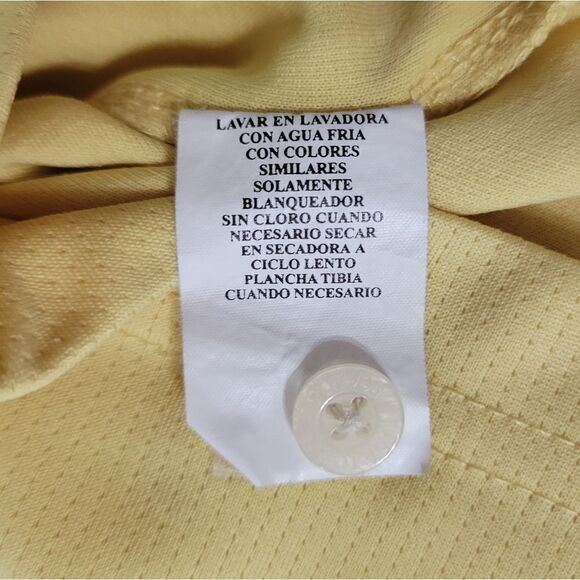 LAVAR EN LAVADORA
CON AGUA FRIA
CON COLORES
SIMILARES
SOLAMENTE
BLANQUEADOR
SIN CLORO CUANDO
NECESARIO SECAR
EN SECADORA A
CICLO LENTO
PLANCHA TIBIA
CUANDO NECESARIO